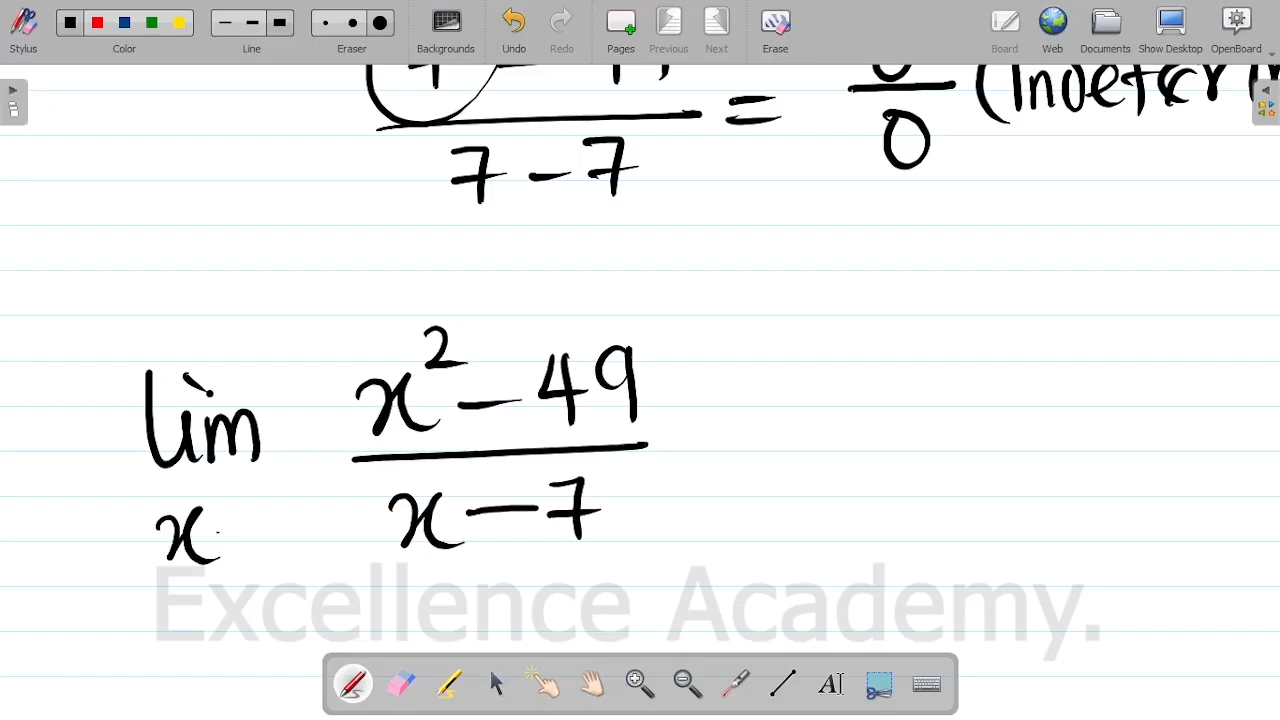 Stylus Color Line Eraser Backgrounds Undo Redo Pages Previous Next Erase Board Web Documents Show Desktop OpenBoard
7 - 7 = 0/0
lim x² - 49
x x - 7
Excellence Academy.